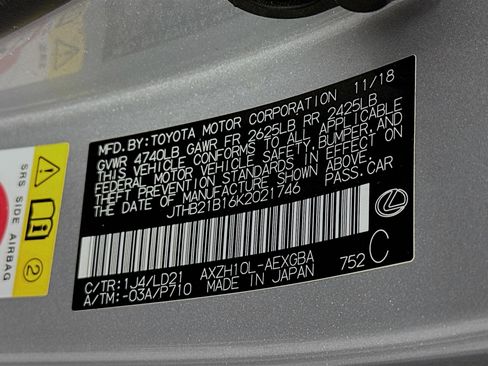 MFD. BY: TOYOTA MOTOR CORPORATION 11/18
GVWR 4740LB GAWR FR 2625LB RR 2425LB
THIS VEHICLE CONFORMS TO ALL APPLICABLE
FEDERAL MOTOR VEHICLE SAFETY, BUMPER, AND
THEFT PREVENTION STANDARDS IN EFFECT ON
THE DATE OF MANUFACTURE SHOWN ABOVE.
JTHB21B16K2021746 PASS. CAR
C/TR: 1J4/LD21 AXZH10L-AEXGBA
A/TM: -03A/P710 MADE IN JAPAN 752 C
SRS SIDE AIRBAG
2